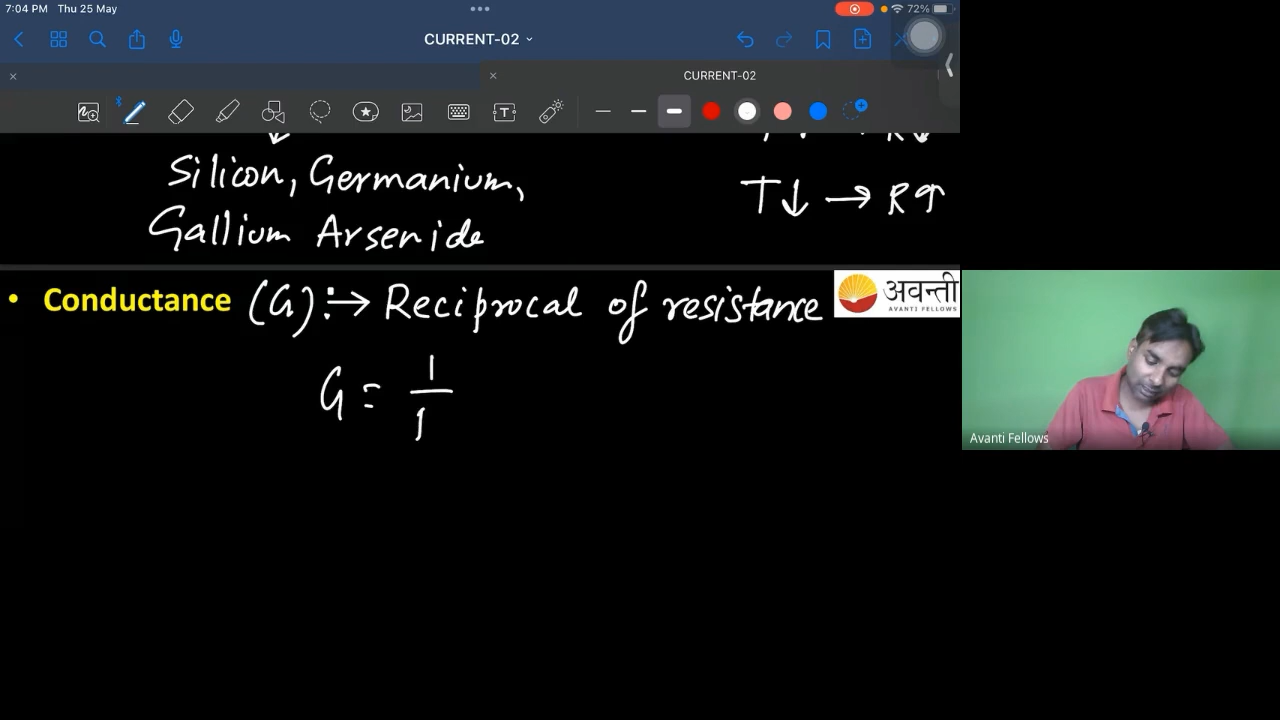 7:04 PM Thu 25 May
72%
CURRENT-02
CURRENT-02
Silicon, Germanium,
T↓ → R↑
Gallium Arsenide
• Conductance (G):→ Reciprocal of resistance
अवन्ती
AVANTI FELLOWS
G = 1
Avanti Fellows